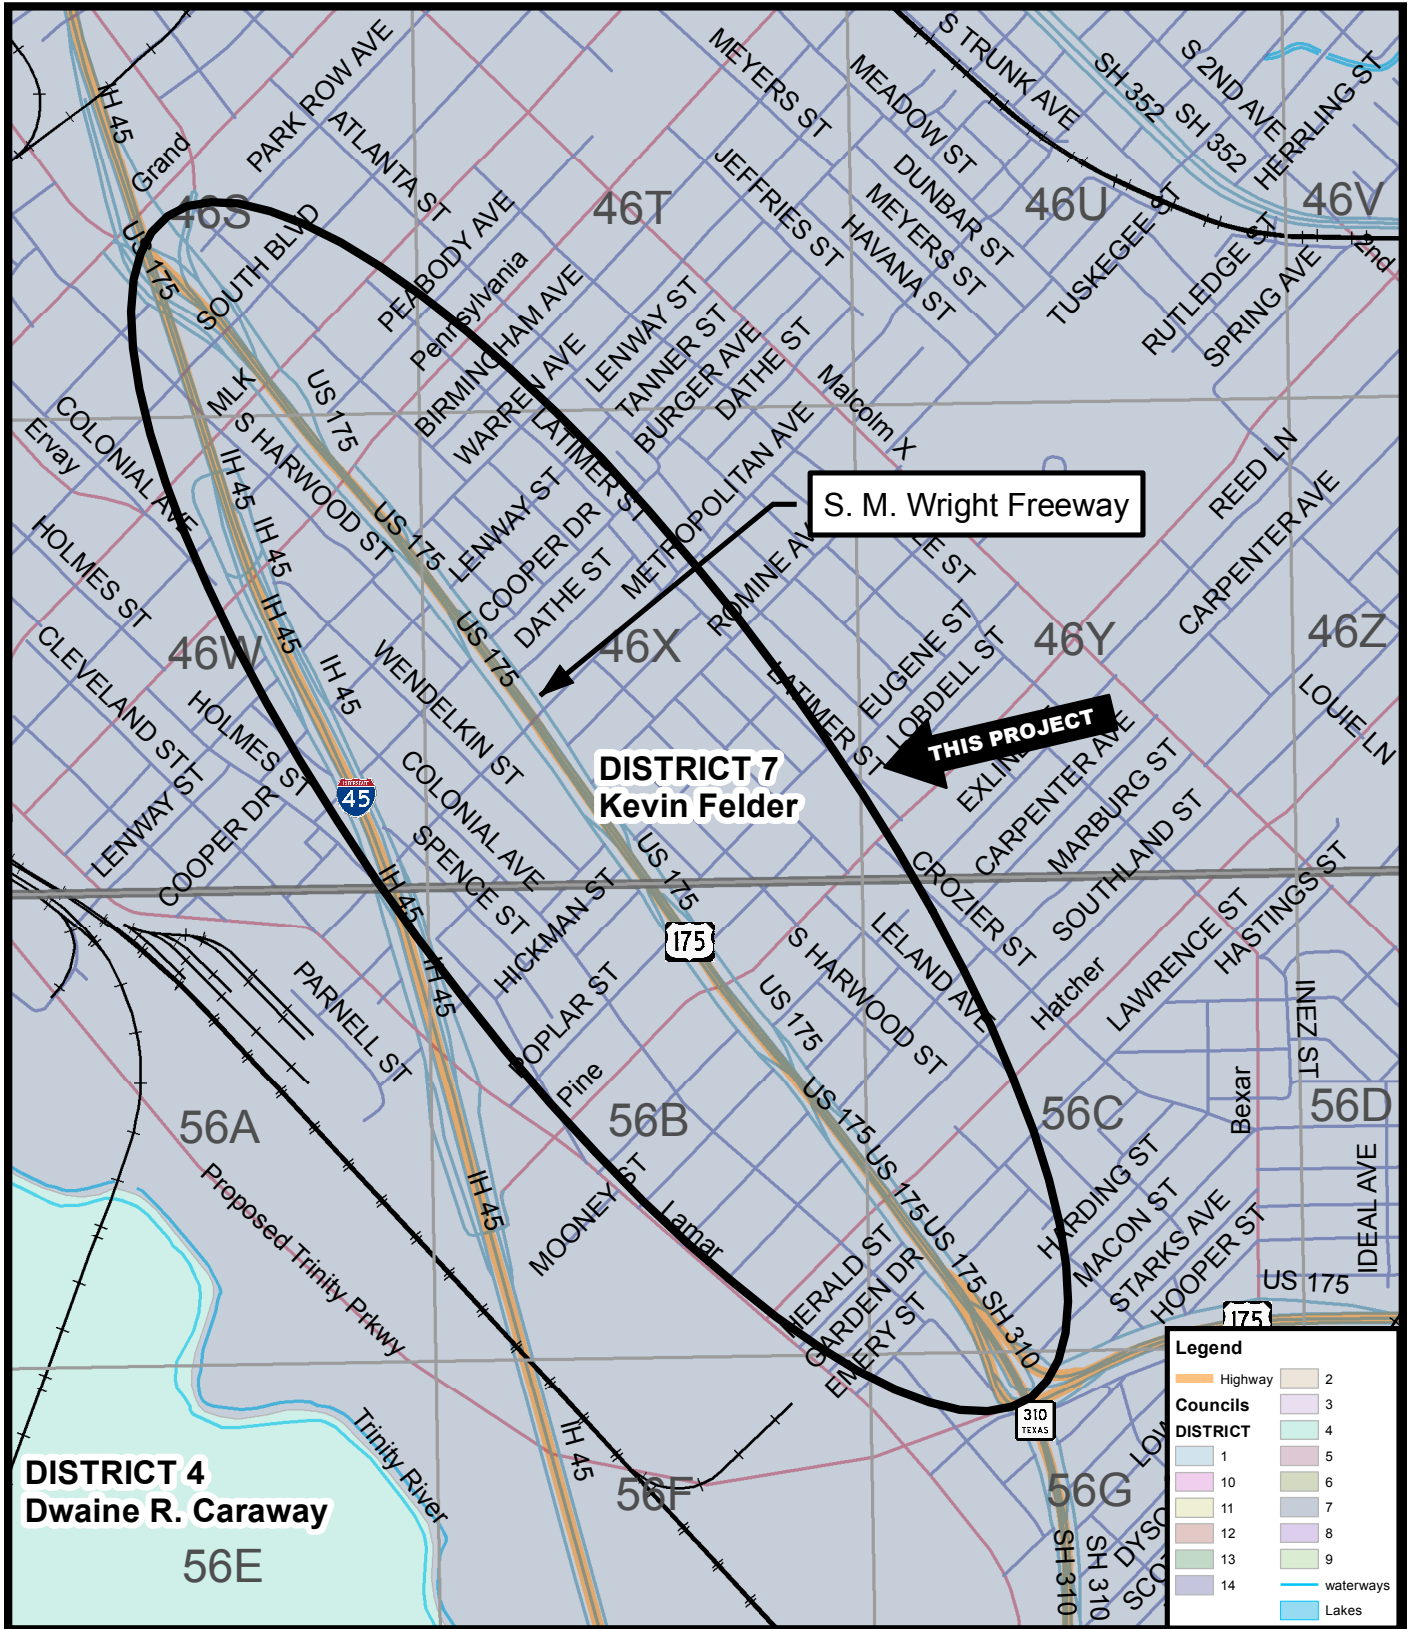 PARK ROW AVE
ATLANTA ST
MEYERS ST
MEADOW ST
S TRUNK AVE
SH 352
S 2ND AVE
SH 352
HERRLING ST
IH 45
Grand
46S
46T
46U
46V
JEFFRIES ST
DUNBAR ST
MEYERS ST
HAVANA ST
TUSKEGEE ST
RUTLEDGE ST
SPRING AVE
2nd
US 175
SOUTH BLVD
PEABODY AVE
Pennsylvania
BIRMINGHAM AVE
WARREN AVE
LENWAY ST
TANNER ST
BURGER AVE
DATHE ST
Malcolm X
MLK
US 175
COLONIAL AVE
Ervay
S HARWOOD ST
LATIMER ST
METROPOLITAN AVE
REED LN
CARPENTER AVE
IH 45
IH 45
US 175
LENWAY ST
COOPER DR
DATHE ST
S. M. Wright Freeway
ROMINE AV
LE ST
HOLMES ST
IH 45
US 175
46W
46X
46Y
46Z
CLEVELAND ST
HOLMES ST
IH 45
WENDELKIN ST
LATIMER ST
EUGENE ST
LOBDELL ST
LOUIE LN
THIS PROJECT
EXLINE
CARPENTER AVE
MARBURG ST
SOUTHLAND ST
LENWAY ST
COOPER DR
45
COLONIAL AVE
SPENCE ST
DISTRICT 7
Kevin Felder
US 175
CROZIER ST
IH 45
HICKMAN ST
175
S HARWOOD ST
LELAND AVE
LAWRENCE ST
HASTINGS ST
Hatcher
PARNELL ST
IH 45
POPLAR ST
US 175
INEZ ST
Pine
56A
56B
56C
56D
Bexar
US 175
US 175
US 175
IH 45
MOONEY ST
Lamar
HARDING ST
MACON ST
STARKS AVE
HOOPER ST
IDEAL AVE
Proposed Trinity Prkwy
HERALD ST
GARDEN DR
EMERY ST
SH 310
US 175
175
310
TEXAS
Trinity River
IH 45
DISTRICT 4
Dwaine R. Caraway
56E
56F
56G
LOW
DYSO
SCOT
SH 310
SH 310
Legend
Highway
Councils
DISTRICT
1
10
11
12
13
14
2
3
4
5
6
7
8
9
waterways
Lakes